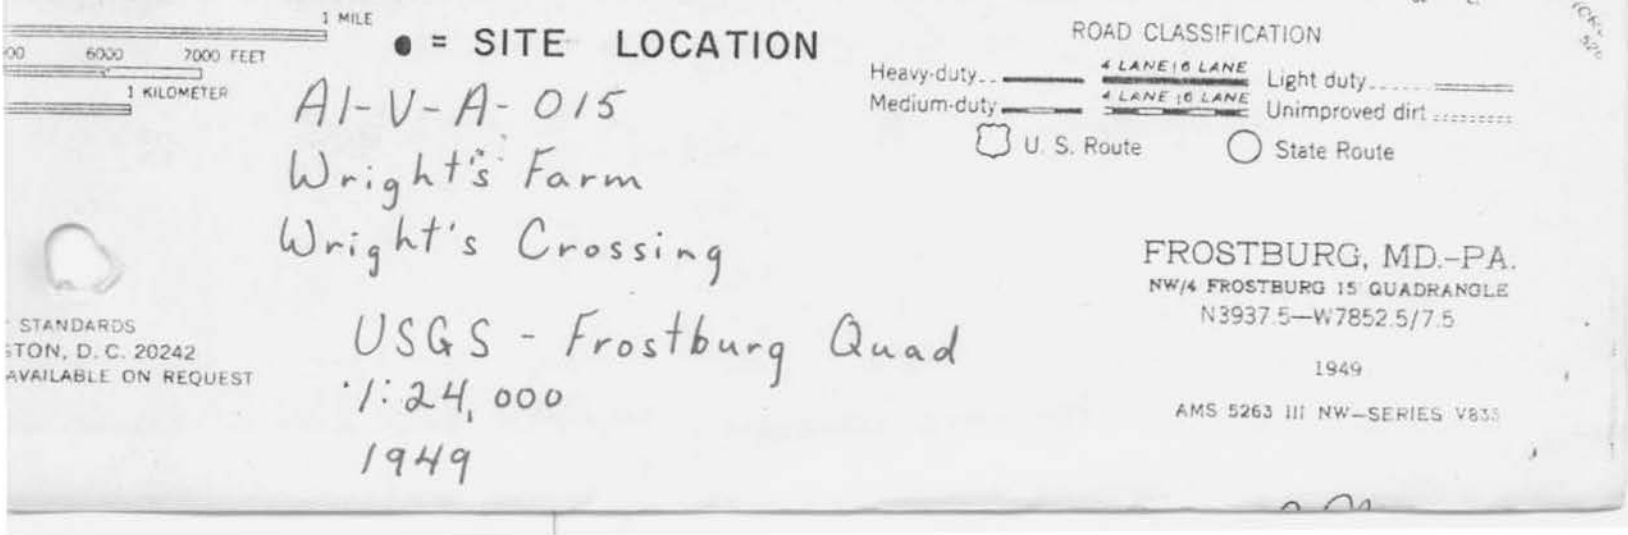 1 MILE
6000 7000 FEET
1 KILOMETER
● = SITE LOCATION
Al-V-A-015
Wright's Farm
Wright's Crossing
USGS - Frostburg Quad
1:24,000
1949
ROAD CLASSIFICATION
Heavy-duty 4 LANE | 6 LANE Light duty
Medium-duty 4 LANE | 6 LANE Unimproved dirt
U. S. Route State Route
STANDARDS
TON, D. C. 20242
AVAILABLE ON REQUEST
FROSTBURG, MD.-PA.
NW/4 FROSTBURG 15' QUADRANGLE
N3937.5—W7852.5/7.5
1949
AMS 5263 III NW-SERIES V833